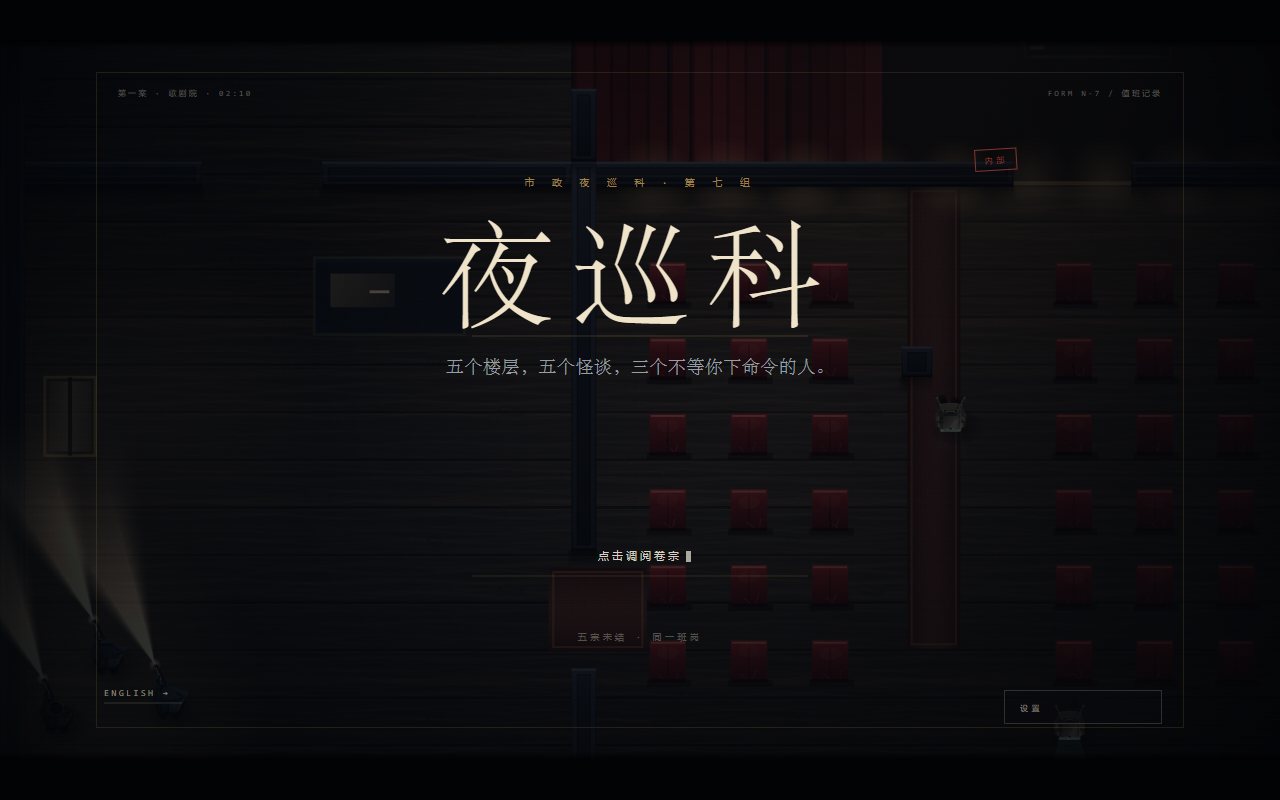 第一案 · 歌剧院 · 02:10
FORM N-7 / 值班记录
内部
市政夜巡科 · 第七组
夜巡科
五个楼层，五个怪谈，三个不等你下命令的人。
点击调阅卷宗
五宗未结 · 同一班岗
ENGLISH →
设置